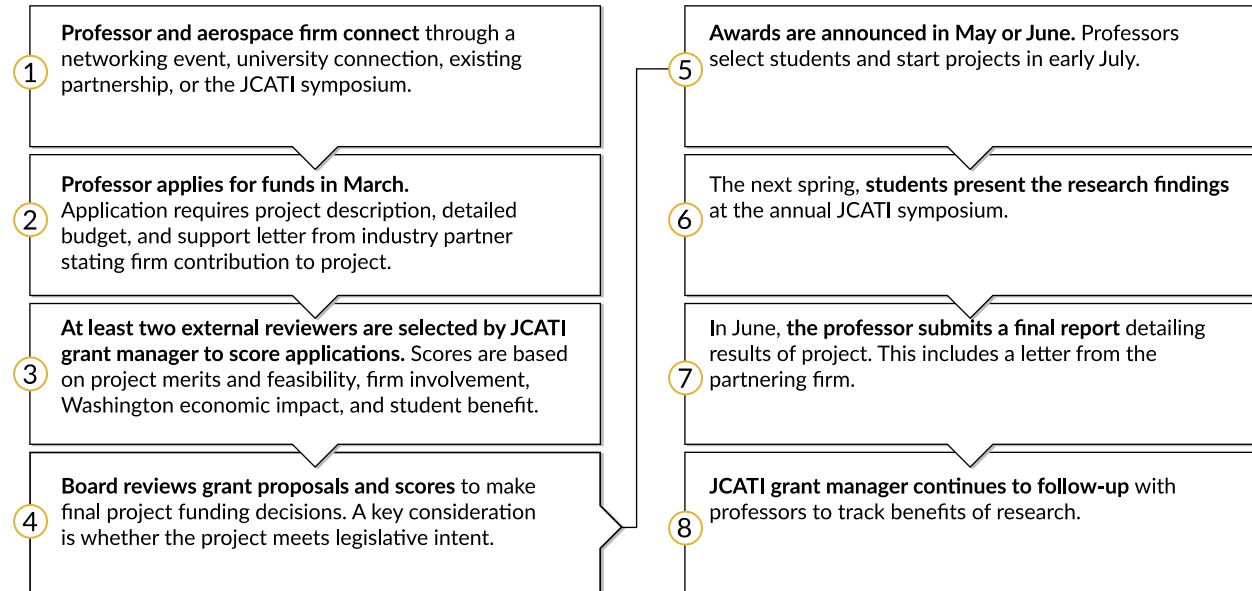 1
Professor and aerospace firm connect through a
networking event, university connection, existing
partnership, or the JCATI symposium.
2
Professor applies for funds in March.
Application requires project description, detailed
budget, and support letter from industry partner
stating firm contribution to project.
3
At least two external reviewers are selected by JCATI
grant manager to score applications. Scores are based
on project merits and feasibility, firm involvement,
Washington economic impact, and student benefit.
4
Board reviews grant proposals and scores to make
final project funding decisions. A key consideration
is whether the project meets legislative intent.
5
Awards are announced in May or June. Professors
select students and start projects in early July.
6
The next spring, students present the research findings
at the annual JCATI symposium.
7
In June, the professor submits a final report detailing
results of project. This includes a letter from the
partnering firm.
8
JCATI grant manager continues to follow-up with
professors to track benefits of research.